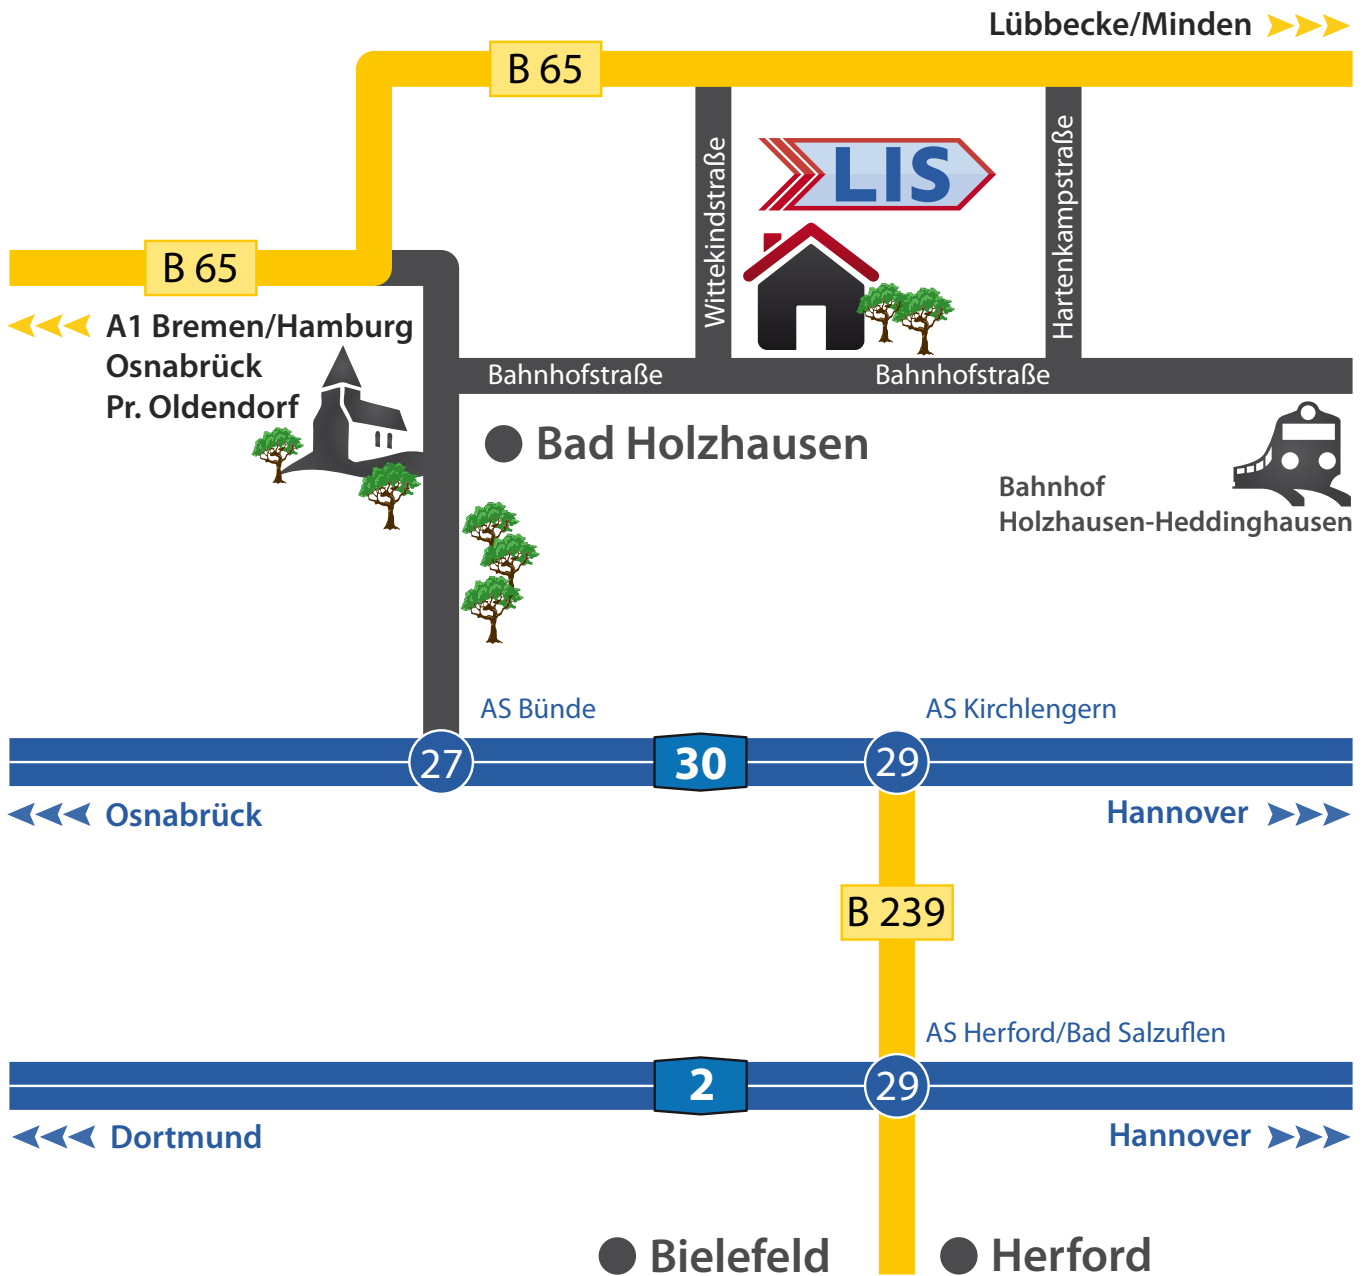 Lübbecke/Minden
B 65
Wittekindstraße
LIS
Hartenkampstraße
B 65
A1 Bremen/Hamburg
Osnabrück
Pr. Oldendorf
Bahnhofstraße
Bahnhofstraße
Bad Holzhausen
Bahnhof
Holzhausen-Heddinghausen
AS Bünde
AS Kirchlengern
27
30
29
Osnabrück
Hannover
B 239
AS Herford/Bad Salzuflen
2
29
Dortmund
Hannover
Bielefeld
Herford